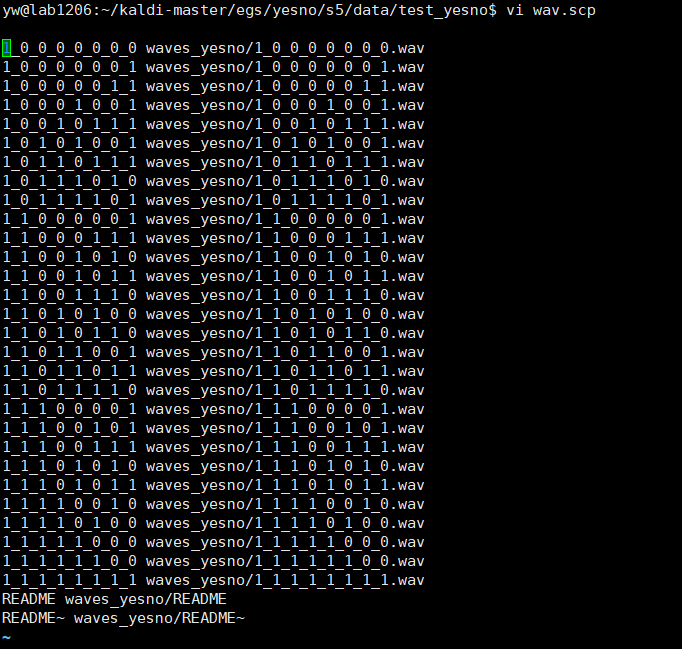 yw@lab1206:~/kaldi-master/egs/yesno/s5/data/test_yesno$ vi wav.scp
1_0_0_0_0_0_0_0 waves_yesno/1_0_0_0_0_0_0_0.wav
1_0_0_0_0_0_0_1 waves_yesno/1_0_0_0_0_0_0_1.wav
1_0_0_0_0_0_1_1 waves_yesno/1_0_0_0_0_0_1_1.wav
1_0_0_0_1_0_0_1 waves_yesno/1_0_0_0_1_0_0_1.wav
1_0_0_1_0_1_1_1 waves_yesno/1_0_0_1_0_1_1_1.wav
1_0_1_0_1_0_0_1 waves_yesno/1_0_1_0_1_0_0_1.wav
1_0_1_1_0_1_1_1 waves_yesno/1_0_1_1_0_1_1_1.wav
1_0_1_1_1_0_1_0 waves_yesno/1_0_1_1_1_0_1_0.wav
1_0_1_1_1_1_0_1 waves_yesno/1_0_1_1_1_1_0_1.wav
1_1_0_0_0_0_0_1 waves_yesno/1_1_0_0_0_0_0_1.wav
1_1_0_0_0_1_1_1 waves_yesno/1_1_0_0_0_1_1_1.wav
1_1_0_0_1_0_1_0 waves_yesno/1_1_0_0_1_0_1_0.wav
1_1_0_0_1_0_1_1 waves_yesno/1_1_0_0_1_0_1_1.wav
1_1_0_0_1_1_1_0 waves_yesno/1_1_0_0_1_1_1_0.wav
1_1_0_1_0_1_0_0 waves_yesno/1_1_0_1_0_1_0_0.wav
1_1_0_1_0_1_1_0 waves_yesno/1_1_0_1_0_1_1_0.wav
1_1_0_1_1_0_0_1 waves_yesno/1_1_0_1_1_0_0_1.wav
1_1_0_1_1_0_1_1 waves_yesno/1_1_0_1_1_0_1_1.wav
1_1_0_1_1_1_1_0 waves_yesno/1_1_0_1_1_1_1_0.wav
1_1_1_0_0_0_0_1 waves_yesno/1_1_1_0_0_0_0_1.wav
1_1_1_0_0_1_0_1 waves_yesno/1_1_1_0_0_1_0_1.wav
1_1_1_0_0_1_1_1 waves_yesno/1_1_1_0_0_1_1_1.wav
1_1_1_0_1_0_1_0 waves_yesno/1_1_1_0_1_0_1_0.wav
1_1_1_0_1_0_1_1 waves_yesno/1_1_1_0_1_0_1_1.wav
1_1_1_1_0_0_1_0 waves_yesno/1_1_1_1_0_0_1_0.wav
1_1_1_1_0_1_0_0 waves_yesno/1_1_1_1_0_1_0_0.wav
1_1_1_1_1_0_0_0 waves_yesno/1_1_1_1_1_0_0_0.wav
1_1_1_1_1_1_0_0 waves_yesno/1_1_1_1_1_1_0_0.wav
1_1_1_1_1_1_1_1 waves_yesno/1_1_1_1_1_1_1_1.wav
README waves_yesno/README
README~ waves_yesno/README~
~